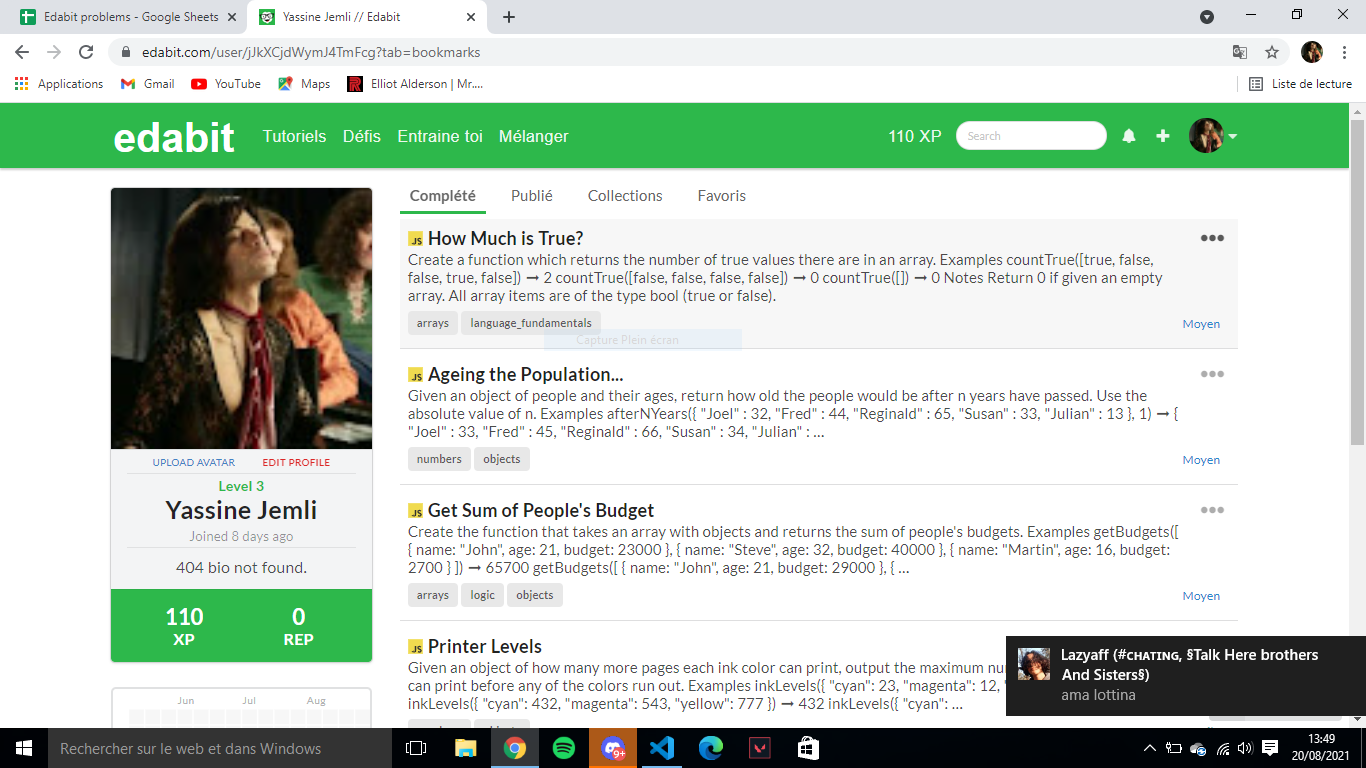 Edabit problems - Google Sheets
Yassine Jemli // Edabit
edabit.com/user/jJkXCjdWymJ4TmFcg?tab=bookmarks
Applications
Gmail
YouTube
Maps
Elliot Alderson | Mr....
Liste de lecture
edabit
Tutoriels
Défis
Entraine toi
Mélanger
110 XP
Search
UPLOAD AVATAR
EDIT PROFILE
Level 3
Yassine Jemli
Joined 8 days ago
404 bio not found.
110
XP
0
REP
Jun
Jul
Aug
Complété
Publié
Collections
Favoris
JS How Much is True?
Create a function which returns the number of true values there are in an array. Examples countTrue([true, false,
false, true, false]) ➞ 2 countTrue([false, false, false, false]) ➞ 0 countTrue([]) ➞ 0 Notes Return 0 if given an empty
array. All array items are of the type bool (true or false).
arrays
language_fundamentals
Moyen
Capture Plein écran
JS Ageing the Population...
Given an object of people and their ages, return how old the people would be after n years have passed. Use the
absolute value of n. Examples afterNYears({ "Joel" : 32, "Fred" : 44, "Reginald" : 65, "Susan" : 33, "Julian" : 13 }, 1) ➞ {
"Joel" : 33, "Fred" : 45, "Reginald" : 66, "Susan" : 34, "Julian" : ...
numbers
objects
Moyen
JS Get Sum of People's Budget
Create the function that takes an array with objects and returns the sum of people's budgets. Examples getBudgets([
{ name: "John", age: 21, budget: 23000 }, { name: "Steve", age: 32, budget: 40000 }, { name: "Martin", age: 16, budget:
2700 } ]) ➞ 65700 getBudgets([ { name: "John", age: 21, budget: 29000 }, { ...
arrays
logic
objects
Moyen
JS Printer Levels
Given an object of how many more pages each ink color can print, output the maximum
can print before any of the colors run out. Examples inkLevels({ "cyan": 23, "magenta": 12,
inkLevels({ "cyan": 432, "magenta": 543, "yellow": 777 }) ➞ 432 inkLevels({ "cyan": ...
Lazyaff (#ᴄʜᴀᴛɪɴɢ, §Talk Here brothers
And Sisters§)
ama lottina
Rechercher sur le web et dans Windows
9+
13:49
20/08/2021